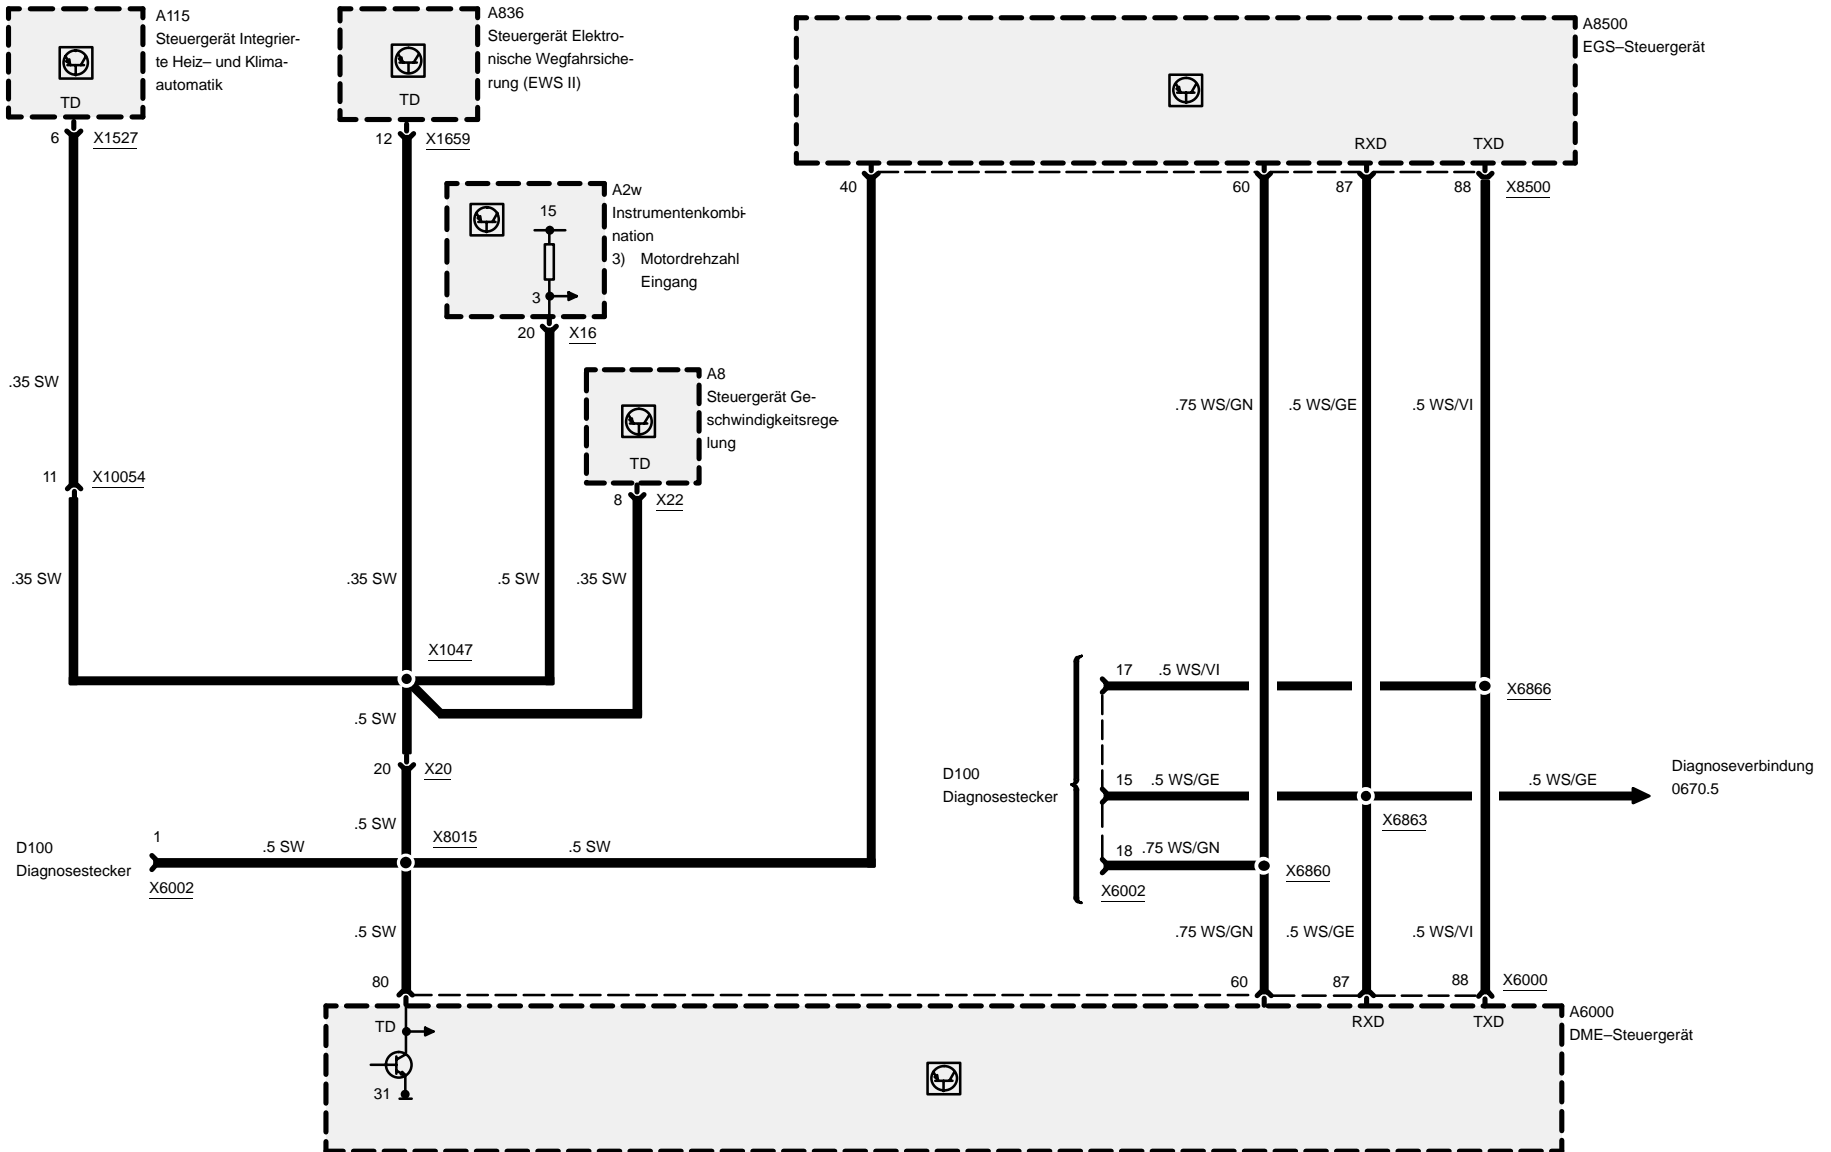 A115
Steuergerät Integrier-
te Heiz– und Klima-
automatik
TD
6
X1527
A836
Steuergerät Elektro-
nische Wegfahrsiche-
rung (EWS II)
TD
12
X1659
A8500
EGS–Steuergerät
RXD
TXD
40
60
87
88
X8500
A2w
Instrumentenkombi-
nation
3) Motordrehzahl
Eingang
15
3
20
X16
A8
Steuergerät Ge-
schwindigkeitsrege-
lung
TD
8
X22
.35 SW
.75 WS/GN
.5 WS/GE
.5 WS/VI
11
X10054
.35 SW
.35 SW
.5 SW
.35 SW
X1047
.5 SW
20
X20
.5 SW
X8015
D100
Diagnosestecker
1
X6002
.5 SW
.5 SW
17
.5 WS/VI
X6866
D100
Diagnosestecker
15
.5 WS/GE
X6863
.5 WS/GE
Diagnoseverbindung
0670.5
18
.75 WS/GN
X6860
X6002
.5 SW
.75 WS/GN
.5 WS/GE
.5 WS/VI
80
60
87
88
X6000
TD
31
RXD
TXD
A6000
DME–Steuergerät